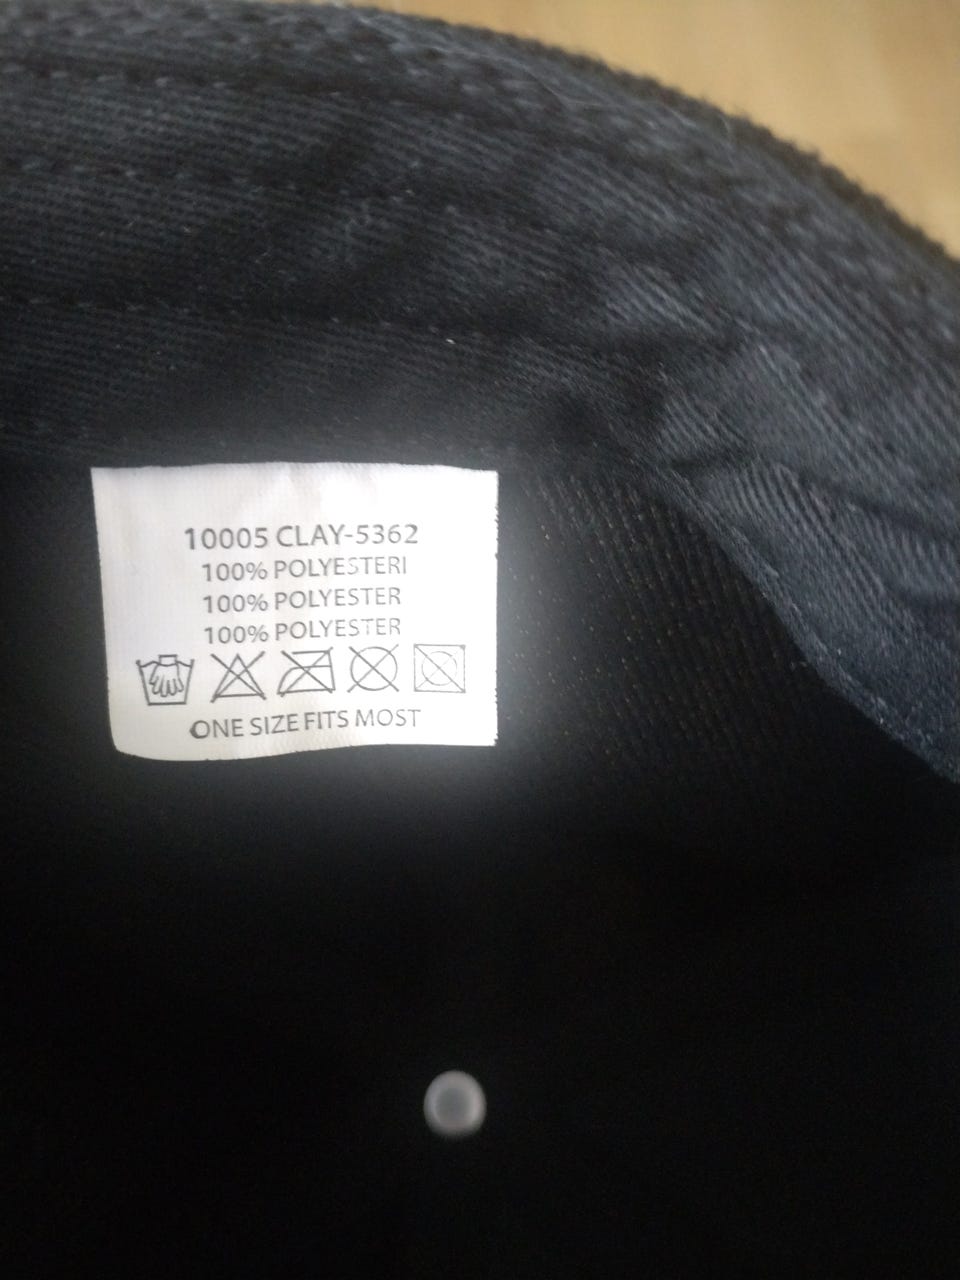 10005 CLAY-5362
100% POLYESTERI
100% POLYESTER
100% POLYESTER
ONE SIZE FITS MOST